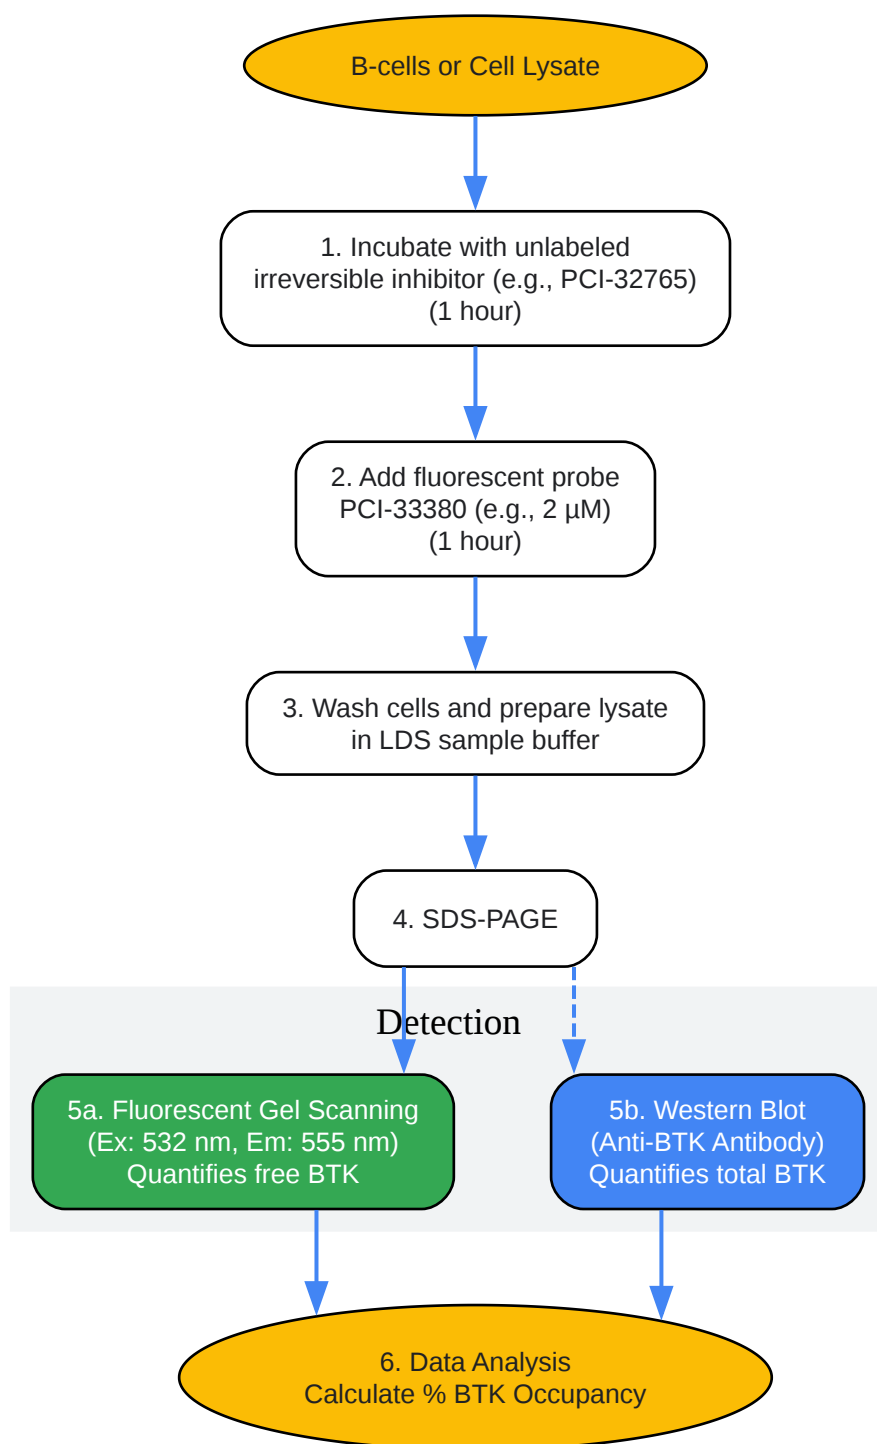 B-cells or Cell Lysate
1. Incubate with unlabeled
irreversible inhibitor (e.g., PCI-32765)
(1 hour)
2. Add fluorescent probe
PCI-33380 (e.g., 2 µM)
(1 hour)
3. Wash cells and prepare lysate
in LDS sample buffer
4. SDS-PAGE
Detection
5a. Fluorescent Gel Scanning
(Ex: 532 nm, Em: 555 nm)
Quantifies free BTK
5b. Western Blot
(Anti-BTK Antibody)
Quantifies total BTK
6. Data Analysis
Calculate % BTK Occupancy